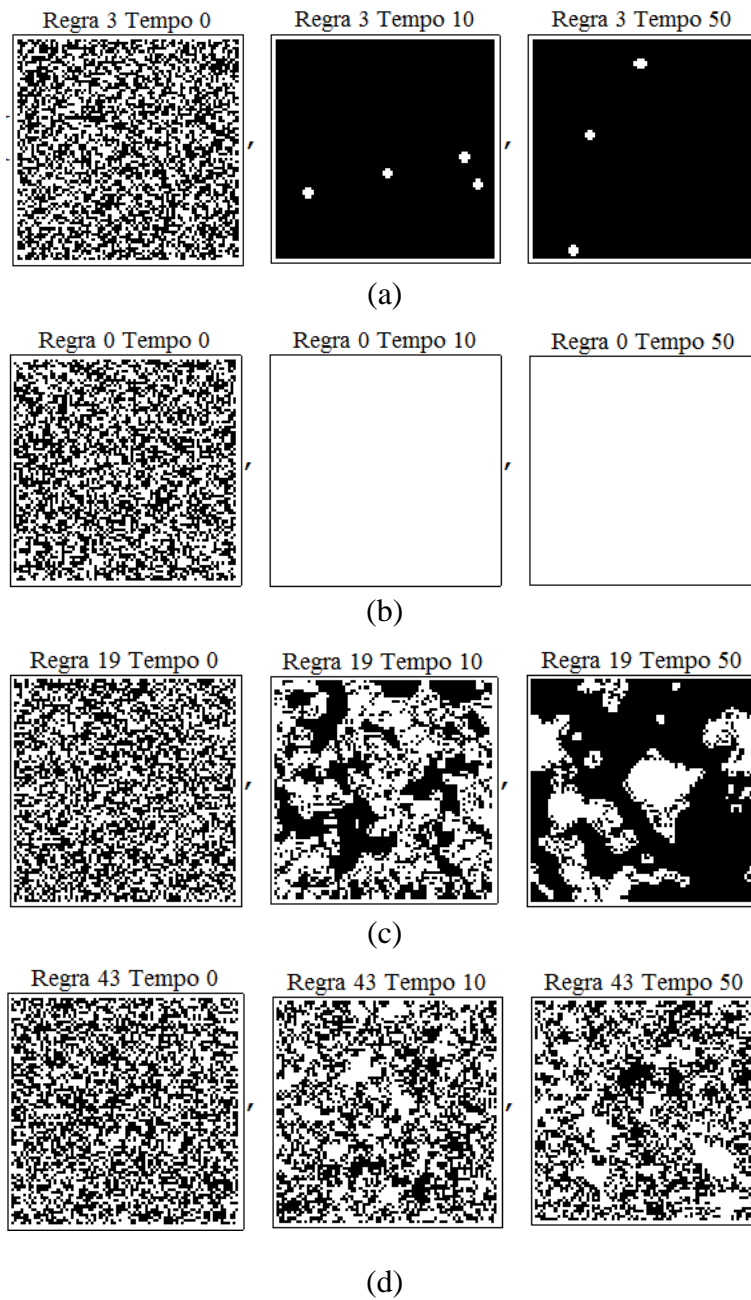 Regra 3 Tempo 0 Regra 3 Tempo 10 Regra 3 Tempo 50
, ,
(a)
Regra 0 Tempo 0 Regra 0 Tempo 10 Regra 0 Tempo 50
, ,
(b)
Regra 19 Tempo 0 Regra 19 Tempo 10 Regra 19 Tempo 50
, ,
(c)
Regra 43 Tempo 0 Regra 43 Tempo 10 Regra 43 Tempo 50
, ,
(d)